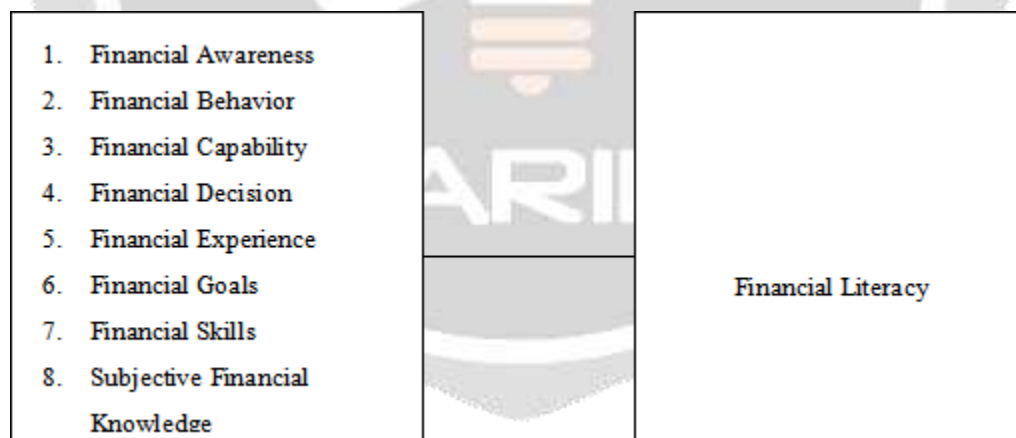 1. Financial Awareness
2. Financial Behavior
3. Financial Capability
4. Financial Decision
5. Financial Experience
6. Financial Goals
7. Financial Skills
8. Subjective Financial
Knowledge
Financial Literacy
ARI